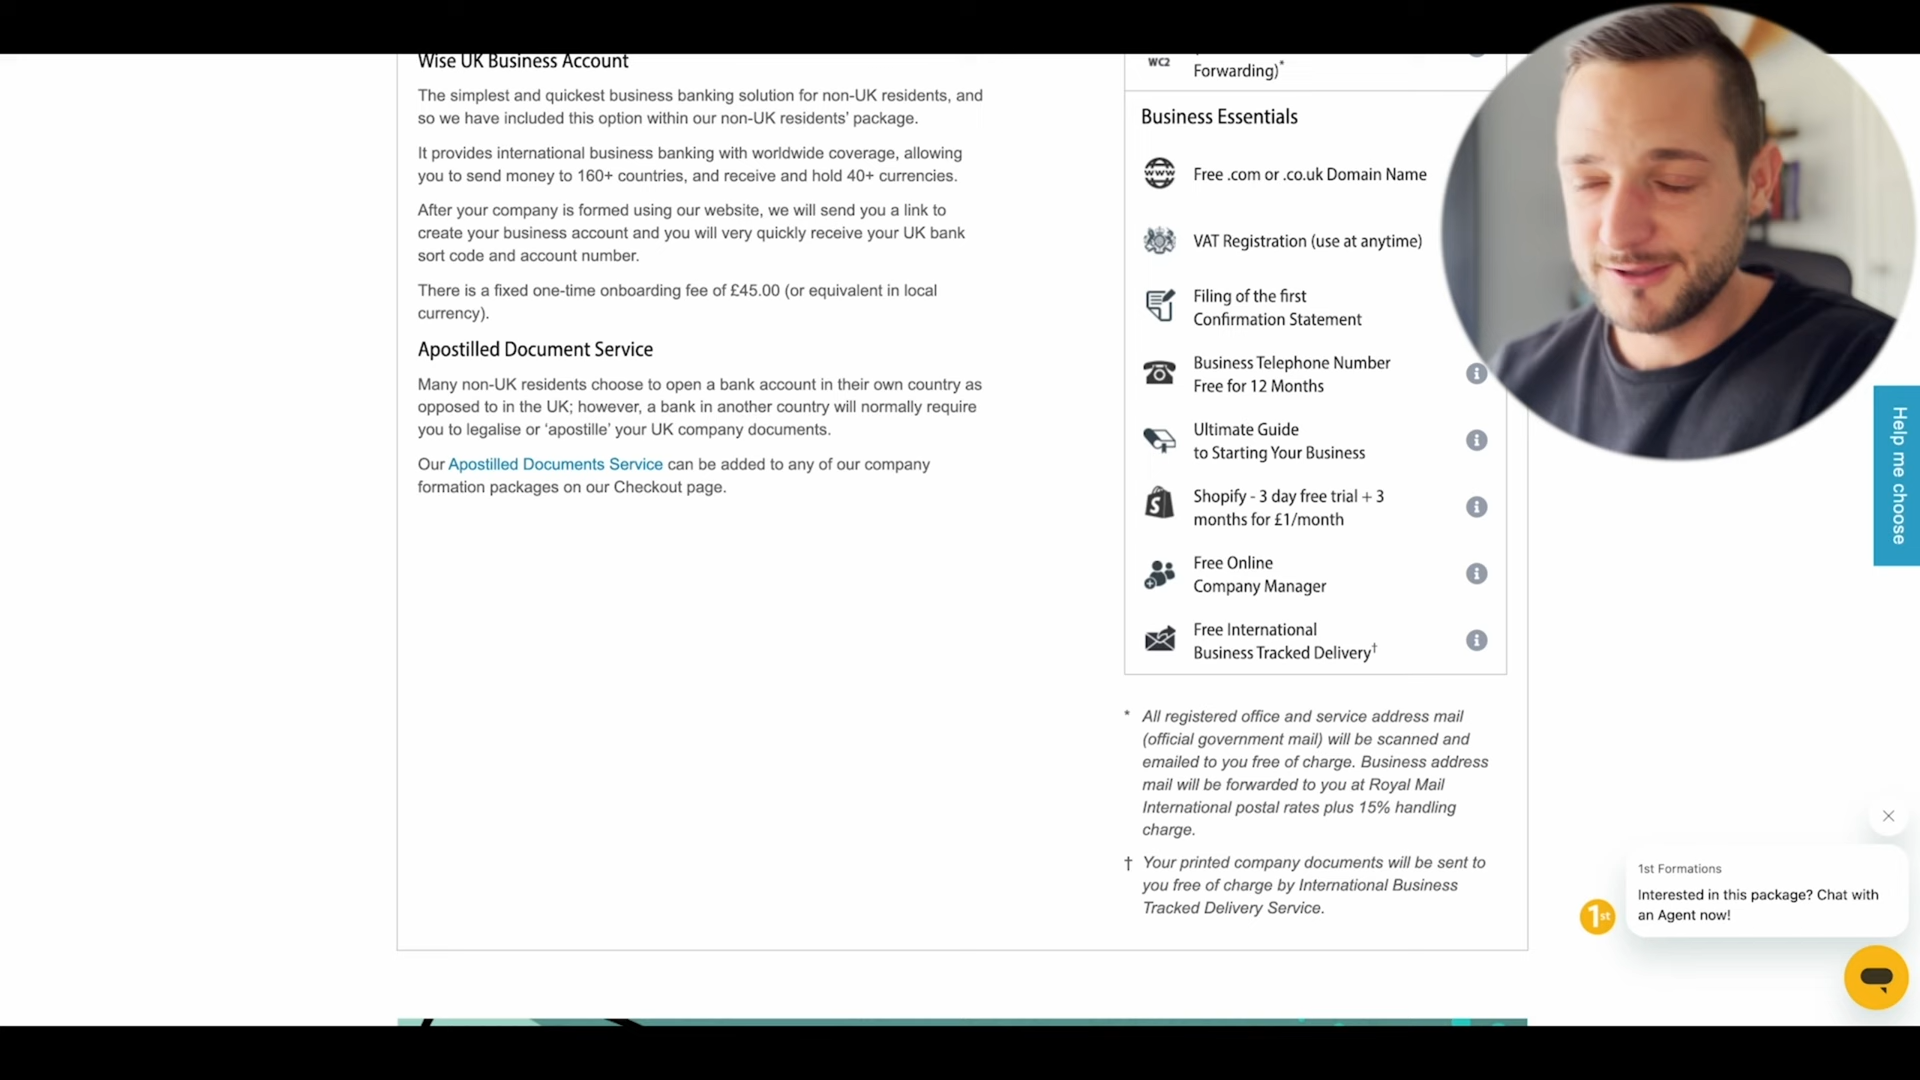 Wise UK Business Account
The simplest and quickest business banking solution for non-UK residents, and
so we have included this option within our non-UK residents' package.
It provides international business banking with worldwide coverage, allowing
you to send money to 160+ countries, and receive and hold 40+ currencies.
After your company is formed using our website, we will send you a link to
create your business account and you will very quickly receive your UK bank
sort code and account number.
There is a fixed one-time onboarding fee of £45.00 (or equivalent in local
currency).
Apostilled Document Service
Many non-UK residents choose to open a bank account in their own country as
opposed to in the UK; however, a bank in another country will normally require
you to legalise or 'apostille' your UK company documents.
Our Apostilled Documents Service can be added to any of our company
formation packages on our Checkout page.
WC2
Forwarding)*
Business Essentials
www
Free .com or .co.uk Domain Name
VAT Registration (use at anytime)
Filing of the first
Confirmation Statement
Business Telephone Number
Free for 12 Months
Ultimate Guide
to Starting Your Business
Shopify - 3 day free trial + 3
months for £1/month
Free Online
Company Manager
Free International
Business Tracked Delivery†
* All registered office and service address mail
(official government mail) will be scanned and
emailed to you free of charge. Business address
mail will be forwarded to you at Royal Mail
International postal rates plus 15% handling
charge.
† Your printed company documents will be sent to
you free of charge by International Business
Tracked Delivery Service.
Help me choose
1st Formations
Interested in this package? Chat with
an Agent now!
1st